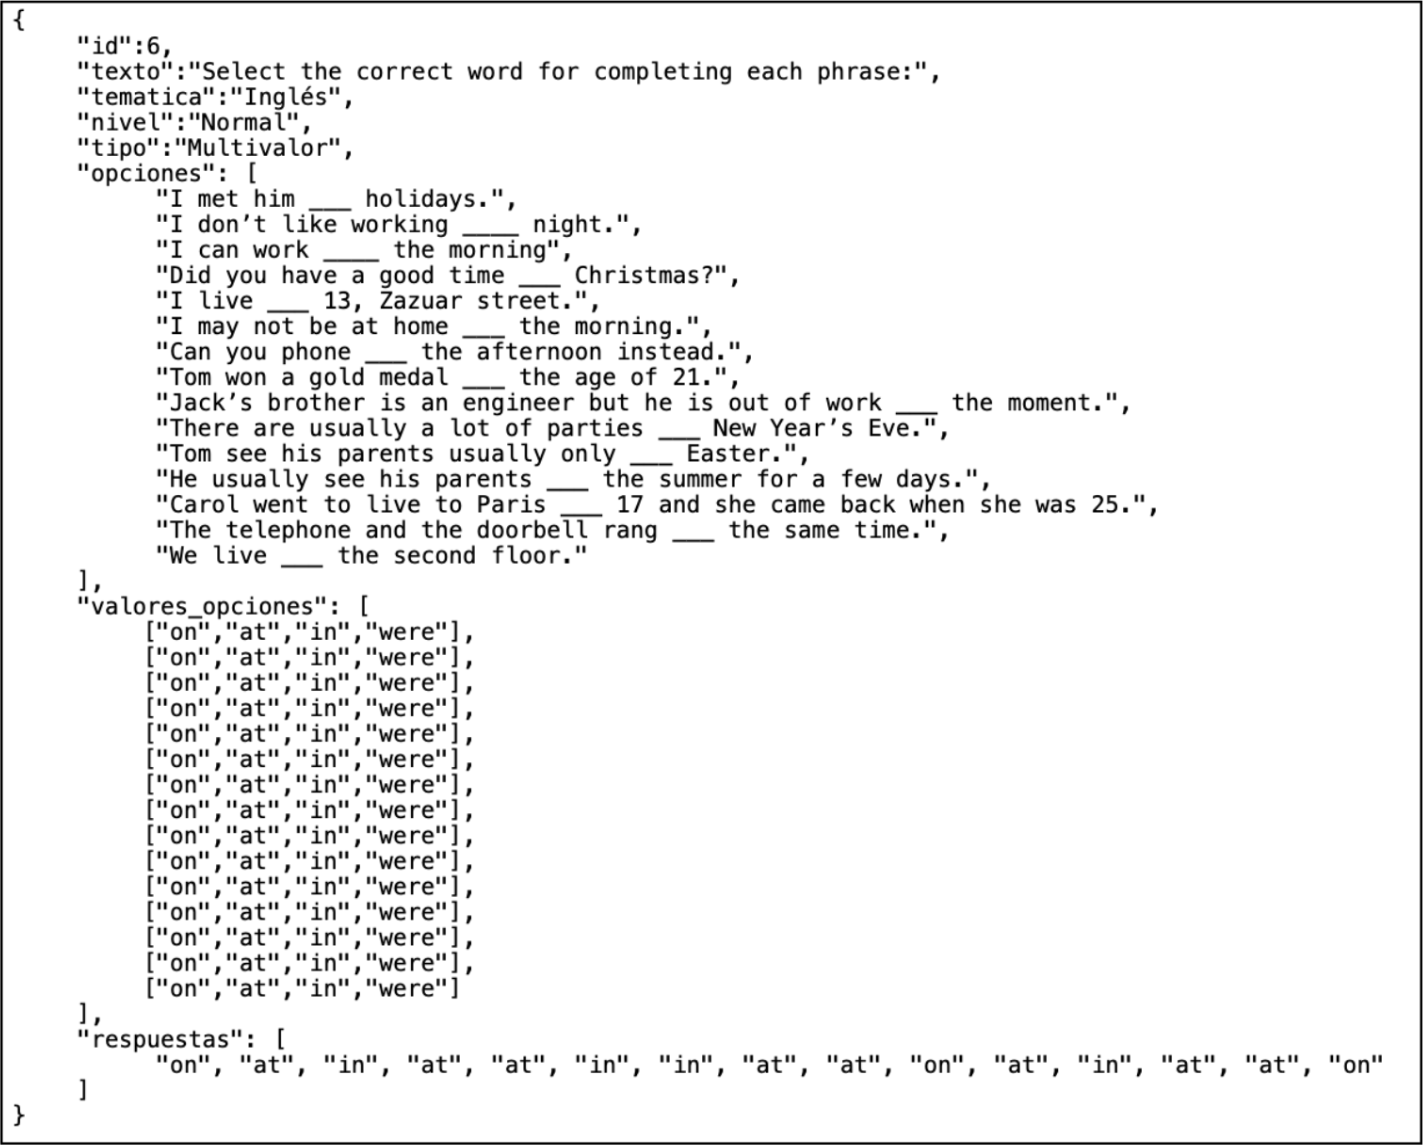 {
"id":6,
"texto":"Select the correct word for completing each phrase:",
"tematica":"Inglés",
"nivel":"Normal",
"tipo":"Multivalor",
"opciones": [
"I met him ___ holidays.",
"I don’t like working ____ night.",
"I can work ____ the morning",
"Did you have a good time ___ Christmas?",
"I live ___ 13, Zazuar street.",
"I may not be at home ___ the morning.",
"Can you phone ___ the afternoon instead.",
"Tom won a gold medal ___ the age of 21.",
"Jack’s brother is an engineer but he is out of work ___ the moment.",
"There are usually a lot of parties ___ New Year’s Eve.",
"Tom see his parents usually only ___ Easter.",
"He usually see his parents ___ the summer for a few days.",
"Carol went to live to Paris ___ 17 and she came back when she was 25.",
"The telephone and the doorbell rang ___ the same time.",
"We live ___ the second floor."
],
"valores_opciones": [
["on","at","in","were"],
["on","at","in","were"],
["on","at","in","were"],
["on","at","in","were"],
["on","at","in","were"],
["on","at","in","were"],
["on","at","in","were"],
["on","at","in","were"],
["on","at","in","were"],
["on","at","in","were"],
["on","at","in","were"],
["on","at","in","were"],
["on","at","in","were"],
["on","at","in","were"],
["on","at","in","were"]
],
"respuestas": [
"on", "at", "in", "at", "at", "in", "in", "at", "at", "on", "at", "in", "at", "at", "on"
]
}